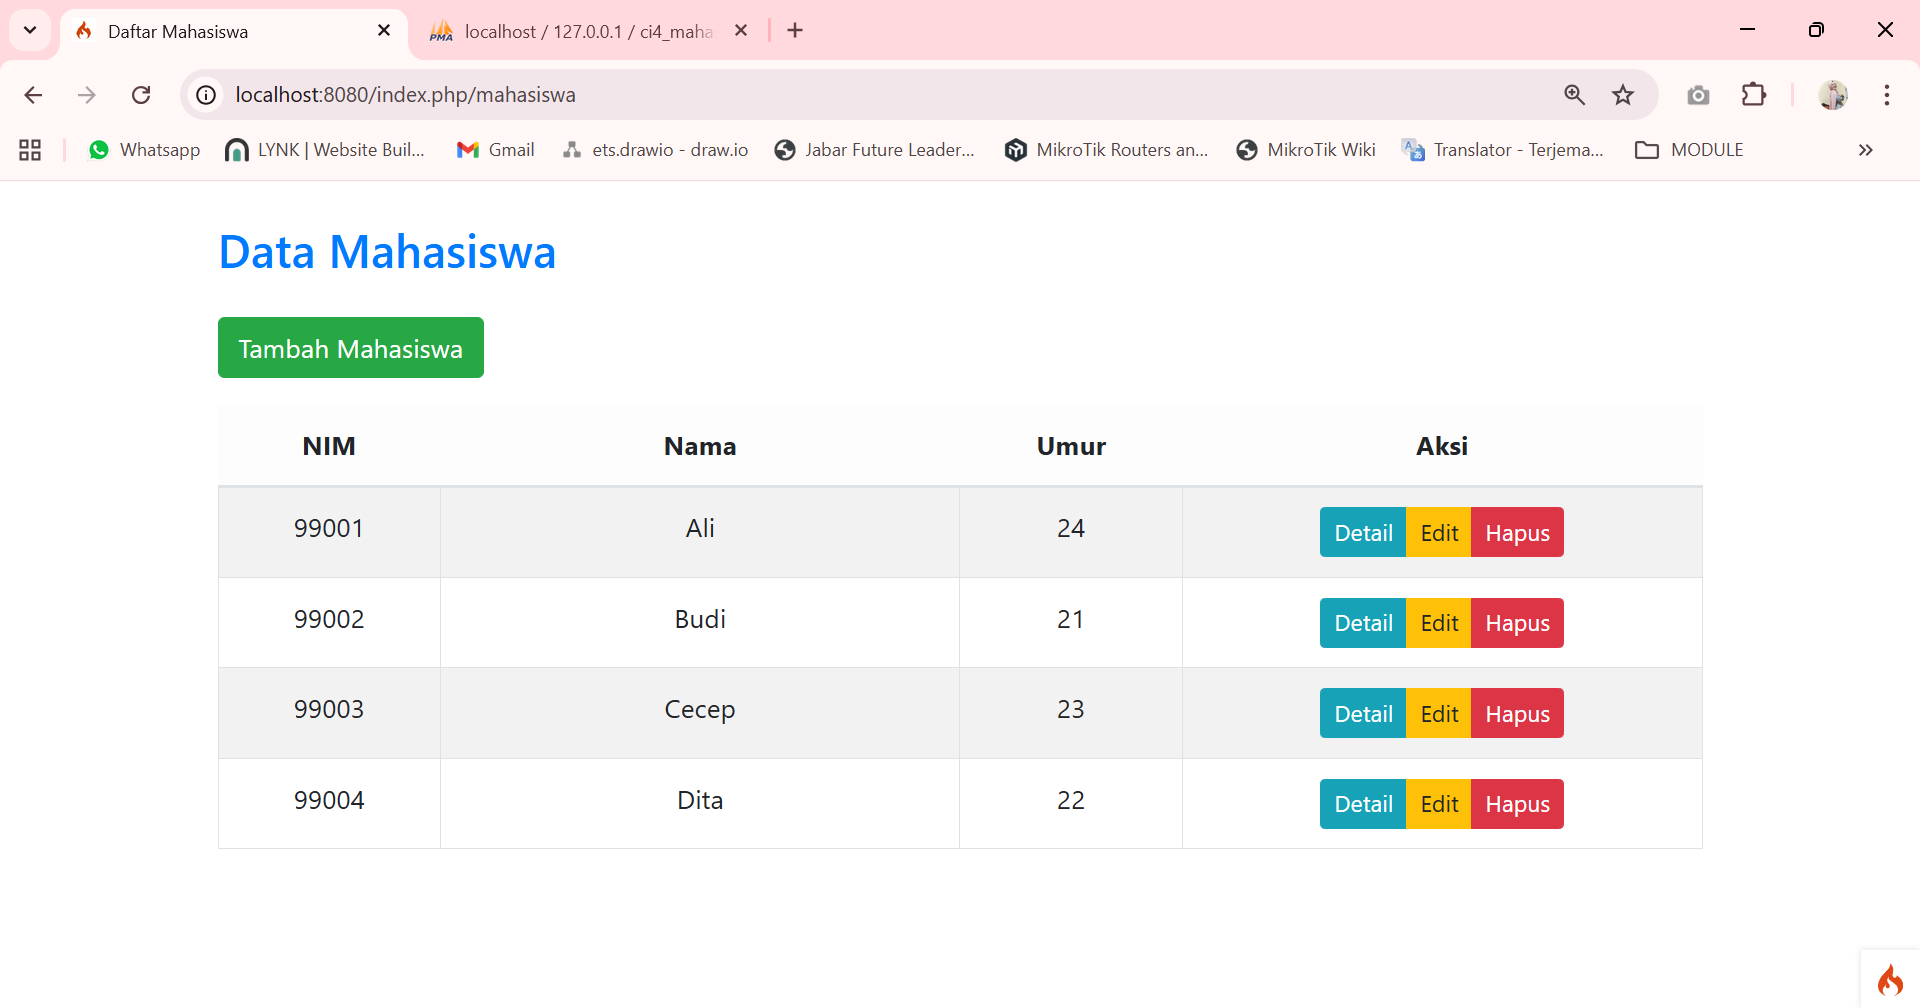 Daftar Mahasiswa
localhost / 127.0.0.1 / ci4_maha
localhost:8080/index.php/mahasiswa
Whatsapp
LYNK | Website Buil...
Gmail
ets.drawio - draw.io
Jabar Future Leader...
MikroTik Routers an...
MikroTik Wiki
Translator - Terjema...
MODULE
Data Mahasiswa
Tambah Mahasiswa
NIM Nama Umur Aksi
99001 Ali 24 Detail Edit Hapus
99002 Budi 21 Detail Edit Hapus
99003 Cecep 23 Detail Edit Hapus
99004 Dita 22 Detail Edit Hapus